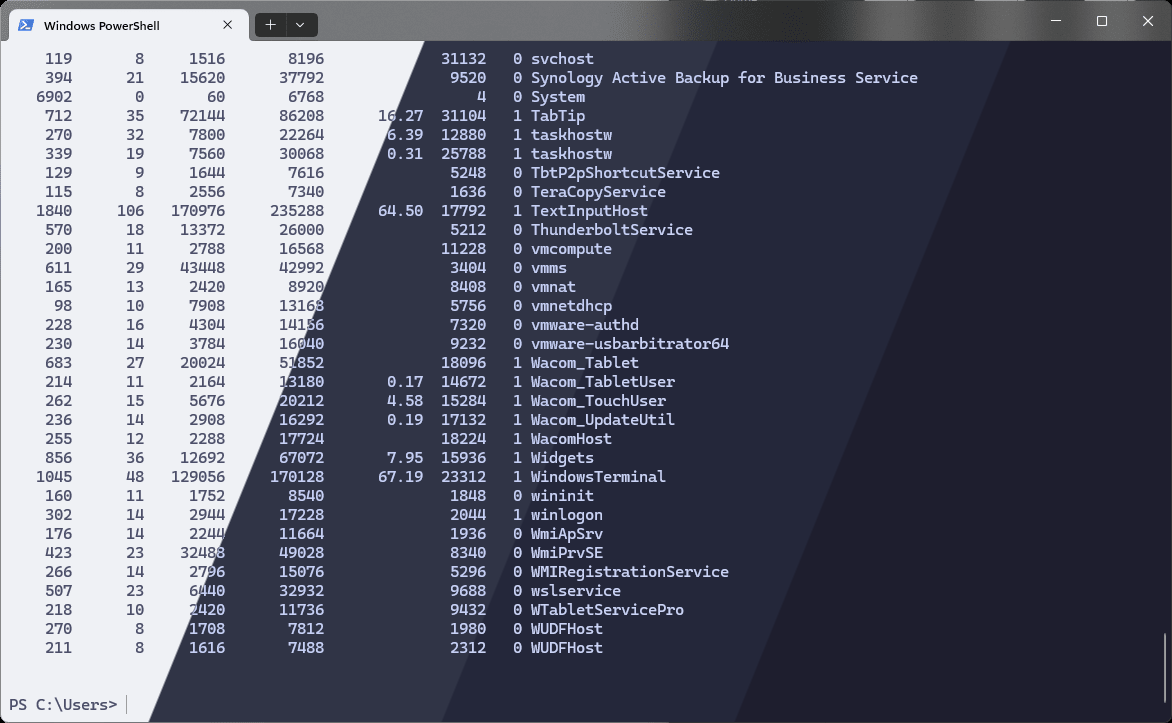 Windows PowerShell
119 8 1516 8196 31132 0 svchost
394 21 15620 37792 9520 0 Synology Active Backup for Business Service
6902 0 60 6768 4 0 System
712 35 72144 86208 16.27 31104 1 TabTip
270 32 7800 22264 6.39 12880 1 taskhostw
339 19 7560 30068 0.31 25788 1 taskhostw
129 9 1644 7616 5248 0 TbtP2pShortcutService
115 8 2556 7340 1636 0 TeraCopyService
1840 106 170976 235288 64.50 17792 1 TextInputHost
570 18 13372 26000 5212 0 ThunderboltService
200 11 2788 16568 11228 0 vmcompute
611 29 43448 42992 3404 0 vmms
165 13 2420 8920 8408 0 vmnat
98 10 7908 13168 5756 0 vmnetdhcp
228 16 4304 14156 7320 0 vmware-authd
230 14 3784 16040 9232 0 vmware-usbarbitrator64
683 27 20024 51852 18096 1 Wacom_Tablet
214 11 2164 13180 0.17 14672 1 Wacom_TabletUser
262 15 5676 20212 4.58 15284 1 Wacom_TouchUser
236 14 2908 16292 0.19 17132 1 Wacom_UpdateUtil
255 12 2288 17724 18224 1 WacomHost
856 36 12692 67072 7.95 15936 1 Widgets
1045 48 129056 170128 67.19 23312 1 WindowsTerminal
160 11 1752 8540 1848 0 wininit
302 14 2944 17228 2044 1 winlogon
176 14 2244 11664 1936 0 WmiApSrv
423 23 32488 49028 8340 0 WmiPrvSE
266 14 2796 15076 5296 0 WMIRegistrationService
507 23 6440 32932 9688 0 wslservice
218 10 2420 11736 9432 0 WTabletServicePro
270 8 1708 7812 1980 0 WUDFHost
211 8 1616 7488 2312 0 WUDFHost
PS C:\Users>